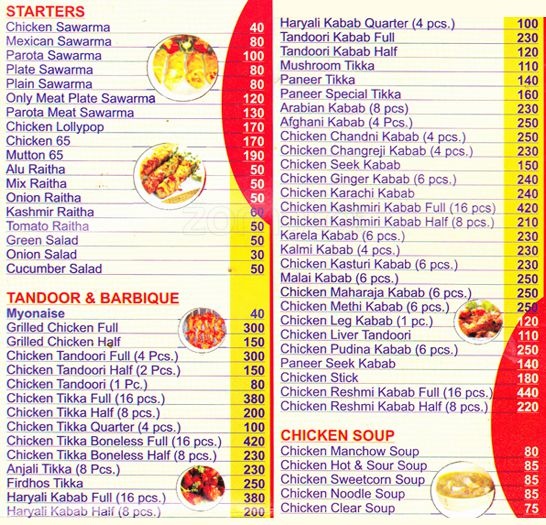 STARTERS
Chicken Sawarma 40
Mexican Sawarma 80
Parota Sawarma 100
Plate Sawarma 80
Plain Sawarma 80
Only Meat Plate Sawarma 120
Parota Meat Sawarma 130
Chicken Lollypop 170
Chicken 65 170
Mutton 65 190
Alu Raitha 50
Mix Raitha 50
Onion Raitha 50
Kashmir Raitha 60
Tomato Raitha 50
Green Salad 50
Onion Salad 30
Cucumber Salad 50
TANDOOR & BARBIQUE
Myonaise 40
Grilled Chicken Full 300
Grilled Chicken Half 150
Chicken Tandoori Full (4 Pcs.) 300
Chicken Tandoori Half (2 Pcs.) 150
Chicken Tandoori (1 Pc.) 80
Chicken Tikka Full (16 pcs.) 380
Chicken Tikka Half (8 pcs.) 200
Chicken Tikka Quarter (4 pcs.) 100
Chicken Tikka Boneless Full (16 pcs.) 420
Chicken Tikka Boneless Half (8 pcs.) 230
Anjali Tikka (8 Pcs.) 230
Firdhos Tikka 250
Haryali Kabab Full (16 pcs.) 380
Haryali Kabab Half (8 pcs.) 200
Haryali Kabab Quarter (4 pcs.) 100
Tandoori Kabab Full 230
Tandoori Kabab Half 120
Mushroom Tikka 110
Paneer Tikka 140
Paneer Special Tikka 160
Arabian Kabab (8 pcs) 230
Afghani Kabab (4 Pcs) 250
Chicken Chandni Kabab (4 pcs.) 250
Chicken Changreji Kabab (4 pcs.) 230
Chicken Seek Kabab 150
Chicken Ginger Kabab (6 pcs.) 240
Chicken Karachi Kabab 240
Chicken Kashmiri Kabab Full (16 pcs) 420
Chicken Kashmiri Kabab Half (8 pcs.) 210
Karela Kabab (6 pcs.) 230
Kalmi Kabab (4 pcs.) 230
Chicken Kasturi Kabab (6 pcs.) 230
Malai Kabab (6 pcs.) 250
Chicken Maharaja Kabab (6 pcs.) 250
Chicken Methi Kabab (6 pcs.) 250
Chicken Leg Kabab (1 pc.) 120
Chicken Liver Tandoori 110
Chicken Pudina Kabab (6 pcs.) 250
Paneer Seek Kabab 140
Chicken Stick 180
Chicken Reshmi Kabab Full (16 pcs.) 440
Chicken Reshmi Kabab Half (8 pcs.) 220
CHICKEN SOUP
Chicken Manchow Soup 80
Chicken Hot & Sour Soup 85
Chicken Sweetcorn Soup 85
Chicken Noodle Soup 85
Chicken Clear Soup 75